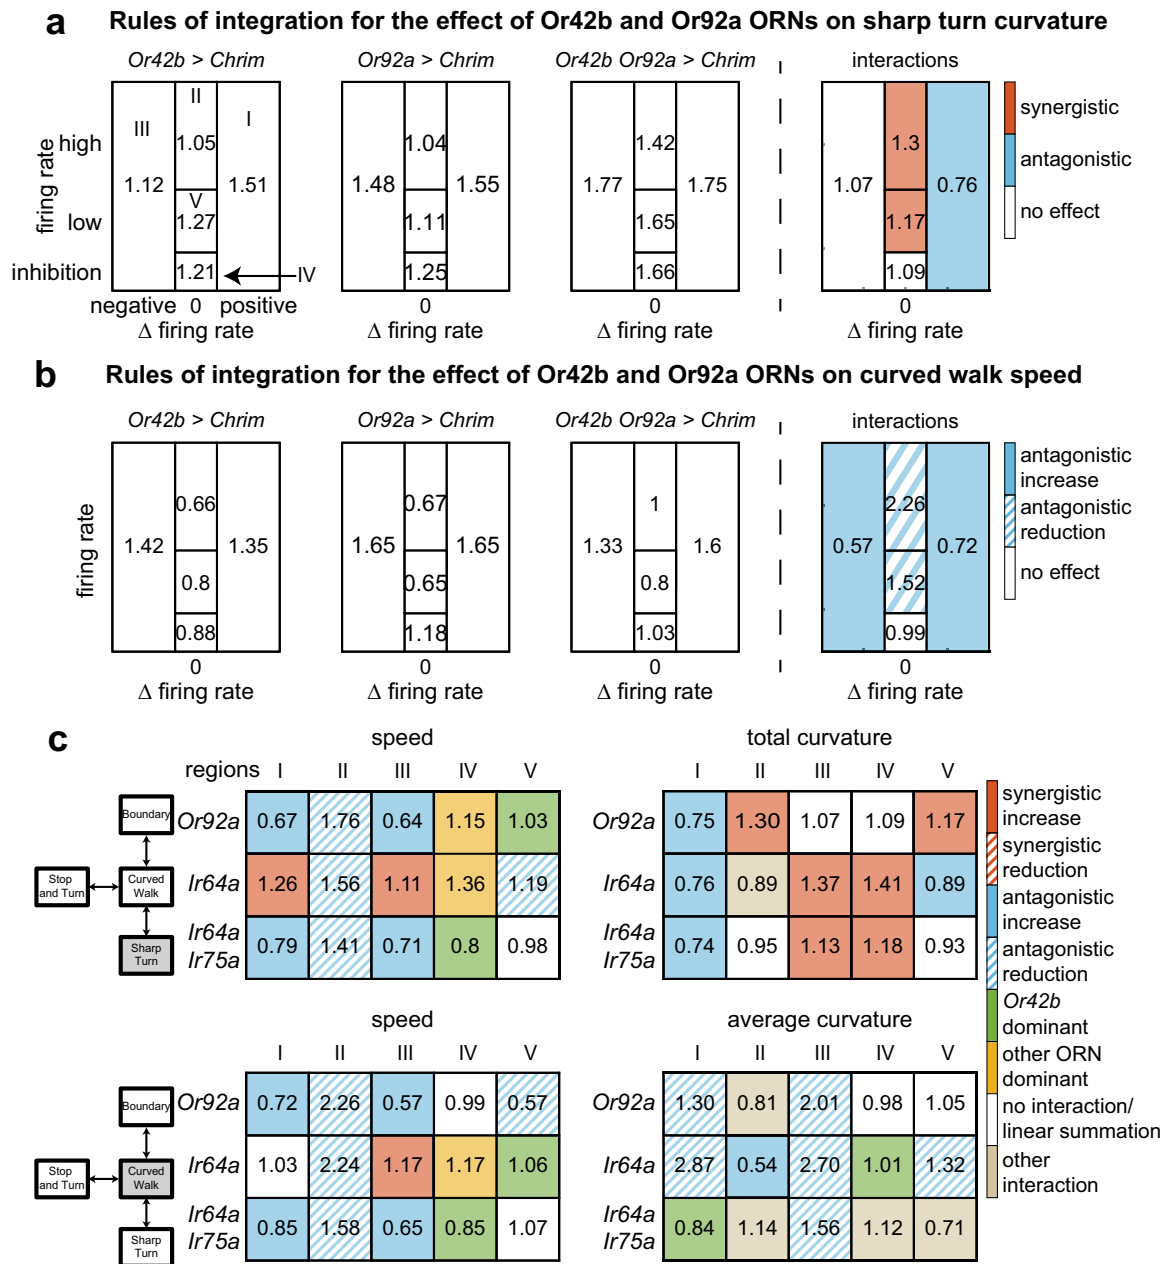 a Rules of integration for the effect of Or42b and Or92a ORNs on sharp turn curvature
Or42b > Chrim Or92a > Chrim Or42b Or92a > Chrim interactions
firing rate
high
low
inhibition
III II I
1.12 1.05 1.51
V
1.27
1.21 IV
negative 0 positive
Δ firing rate
1.48 1.04 1.55
1.11
1.25
0
Δ firing rate
1.77 1.42 1.75
1.65
1.66
0
Δ firing rate
1.07 1.3 0.76
1.17
1.09
0
Δ firing rate
synergistic
antagonistic
no effect
b Rules of integration for the effect of Or42b and Or92a ORNs on curved walk speed
Or42b > Chrim Or92a > Chrim Or42b Or92a > Chrim interactions
firing rate
1.42 0.66 1.35
0.8
0.88
0
Δ firing rate
1.65 0.67 1.65
0.65
1.18
0
Δ firing rate
1.33 1 1.6
0.8
1.03
0
Δ firing rate
0.57 2.26 0.72
1.52
0.99
0
Δ firing rate
antagonistic
increase
antagonistic
reduction
no effect
c
speed
regions I II III IV V
Boundary
Stop
and Turn
Curved
Walk
Sharp
Turn
Or92a 0.67 1.76 0.64 1.15 1.03
Ir64a 1.26 1.56 1.11 1.36 1.19
Ir64a
Ir75a 0.79 1.41 0.71 0.8 0.98
total curvature
I II III IV V
Or92a 0.75 1.30 1.07 1.09 1.17
Ir64a 0.76 0.89 1.37 1.41 0.89
Ir64a
Ir75a 0.74 0.95 1.13 1.18 0.93
speed
I II III IV V
Boundary
Stop
and Turn
Curved
Walk
Sharp
Turn
Or92a 0.72 2.26 0.57 0.99 0.57
Ir64a 1.03 2.24 1.17 1.17 1.06
Ir64a
Ir75a 0.85 1.58 0.65 0.85 1.07
average curvature
I II III IV V
Or92a 1.30 0.81 2.01 0.98 1.05
Ir64a 2.87 0.54 2.70 1.01 1.32
Ir64a
Ir75a 0.84 1.14 1.56 1.12 0.71
synergistic
increase
synergistic
reduction
antagonistic
increase
antagonistic
reduction
Or42b
dominant
other ORN
dominant
no interaction/
linear summation
other
interaction